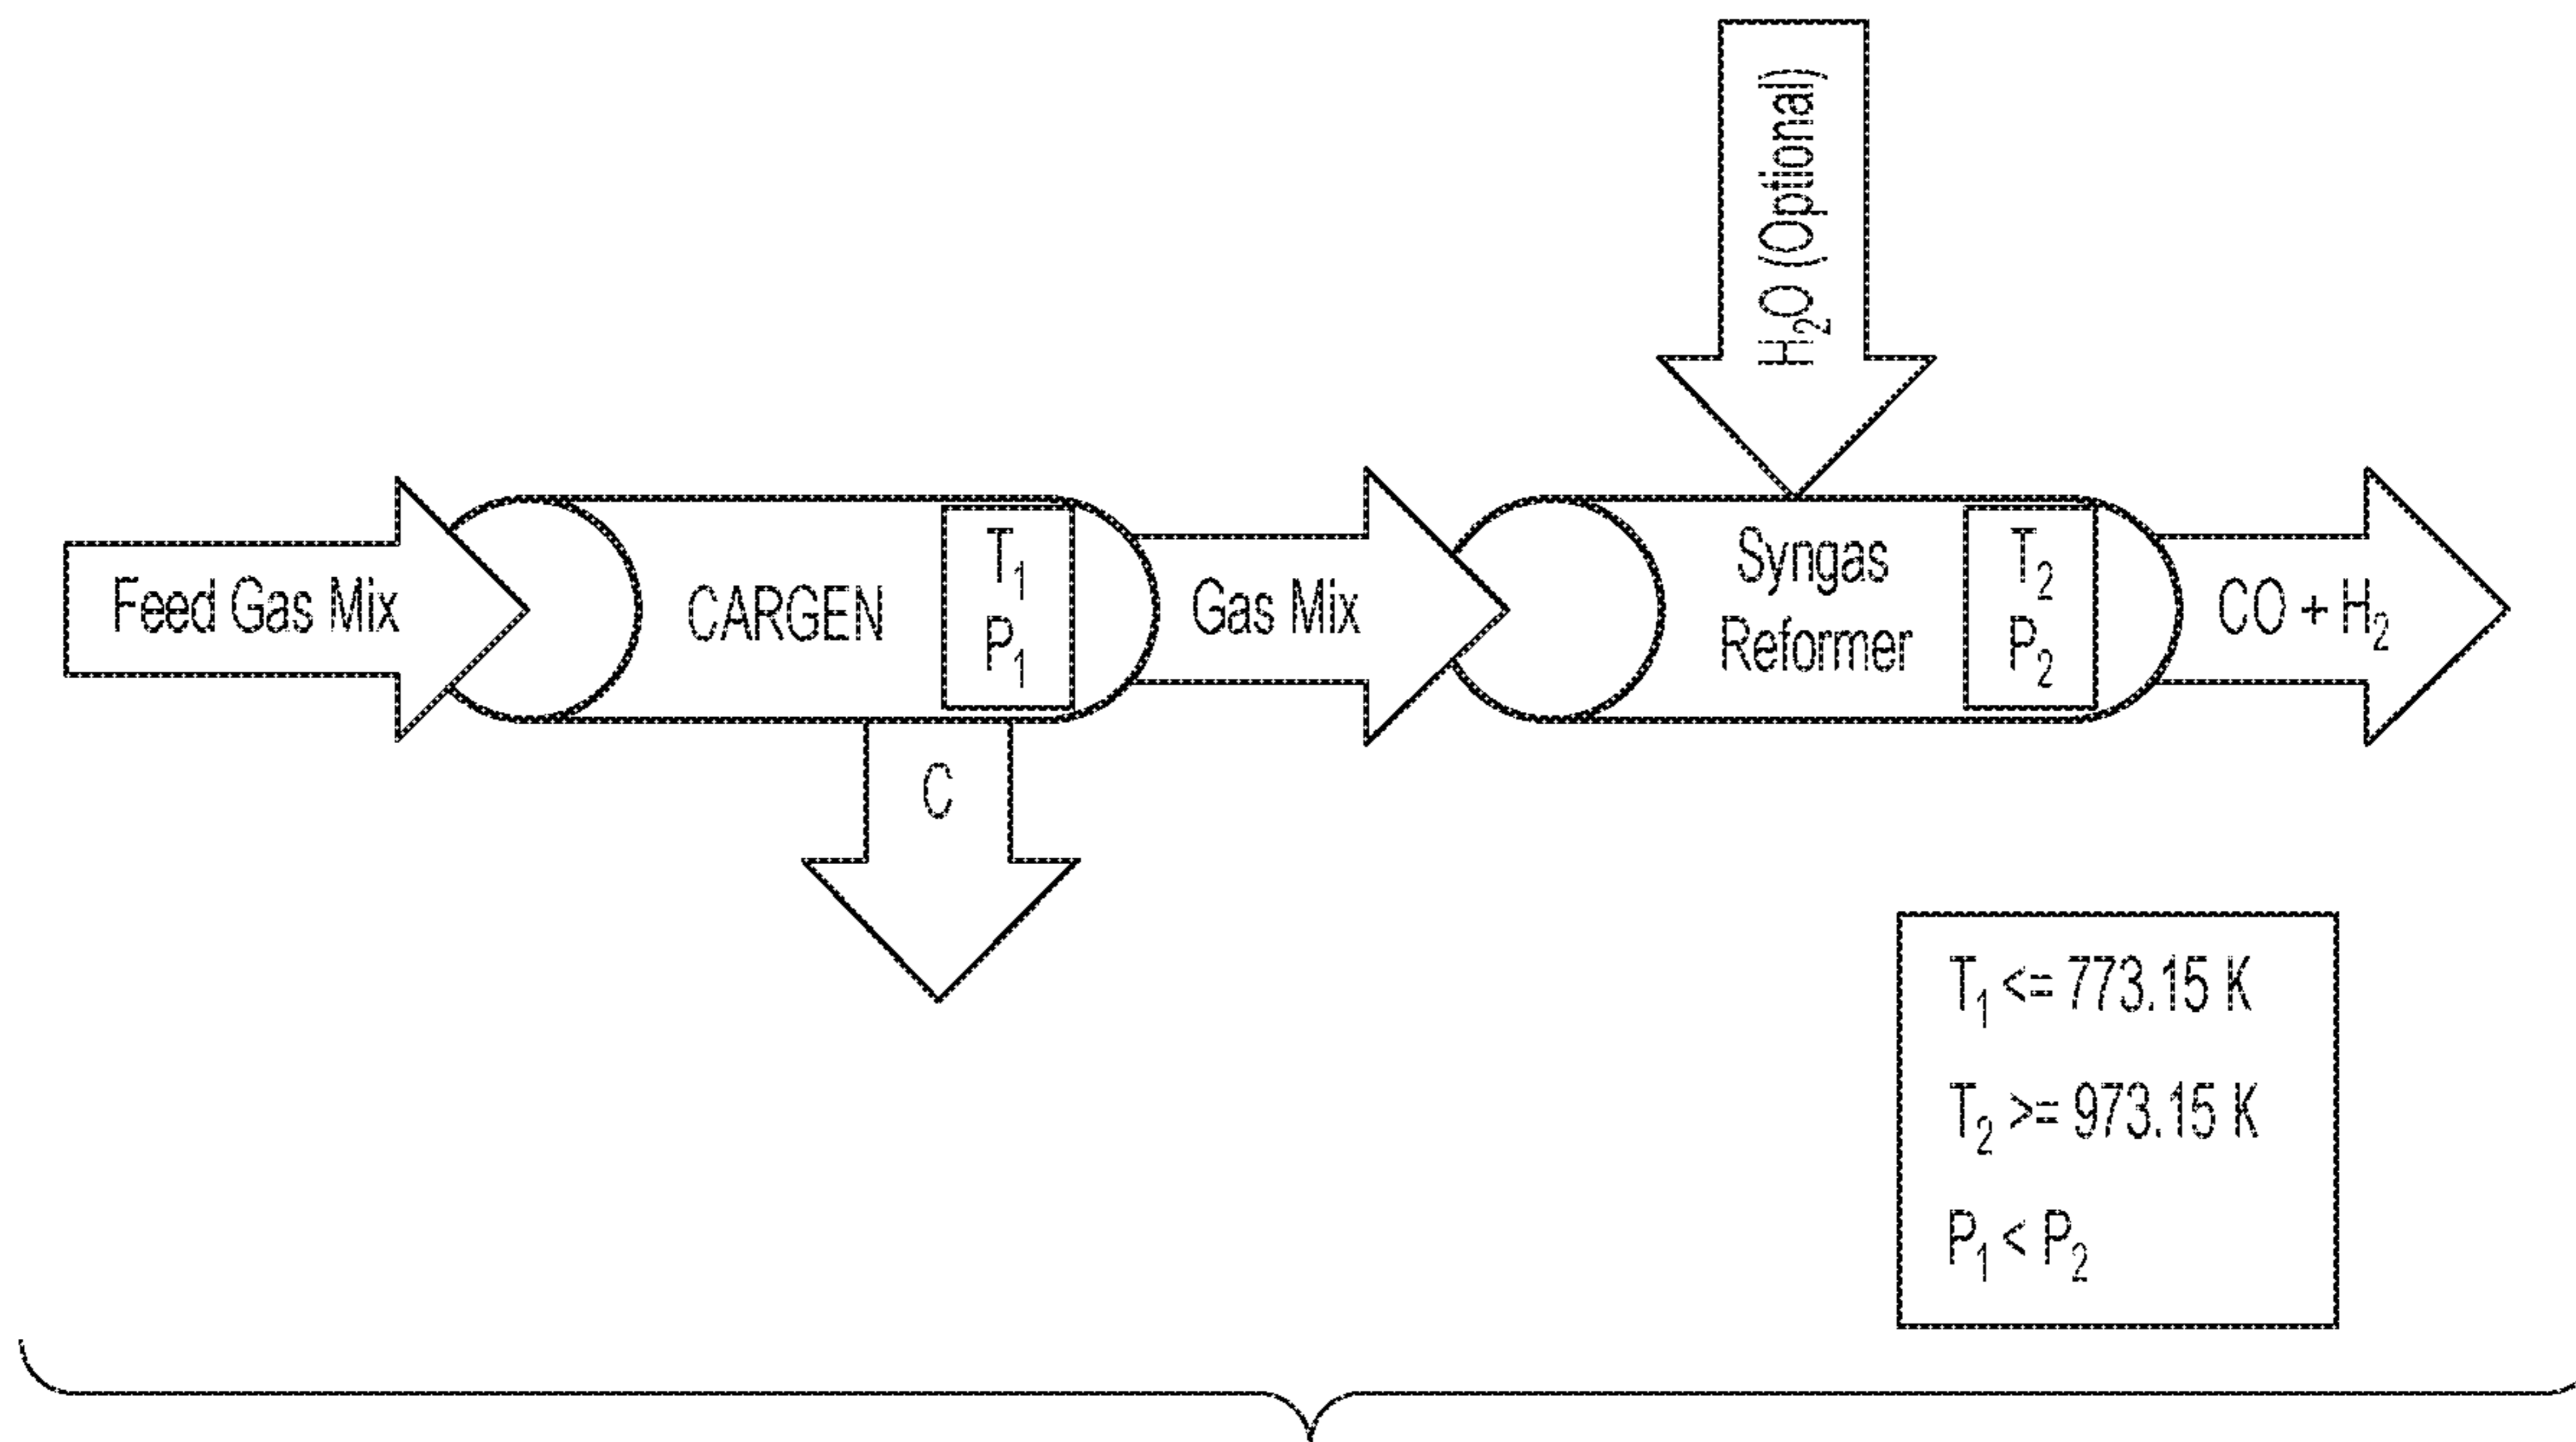 H₂O (Optional)
Feed Gas Mix
CARGEN
T₁
P₁
Gas Mix
Syngas
Reformer
T₂
P₂
CO + H₂
C
T₁ <= 773.15 K
T₂ >= 973.15 K
P₁ < P₂